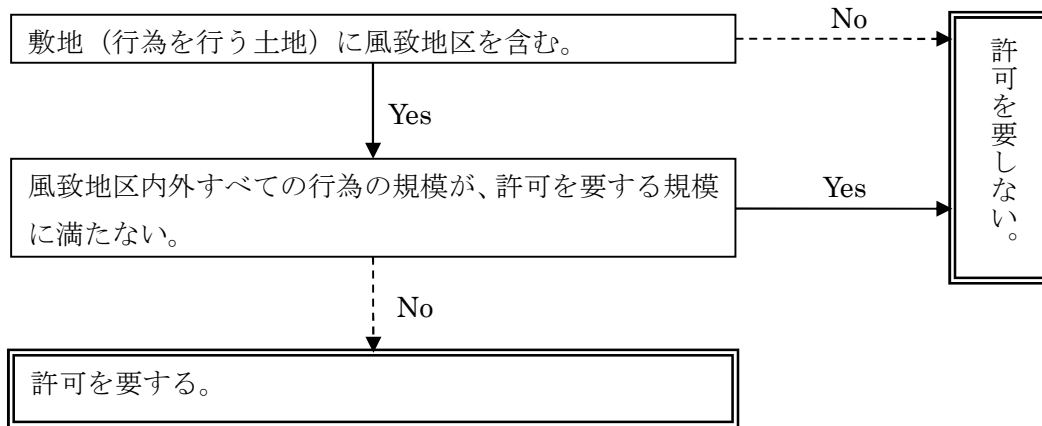 敷地（行為を行う土地）に風致地区を含む。
No
許可を要しない。
Yes
風致地区内外すべての行為の規模が、許可を要する規模
に満たない。
Yes
No
許可を要する。